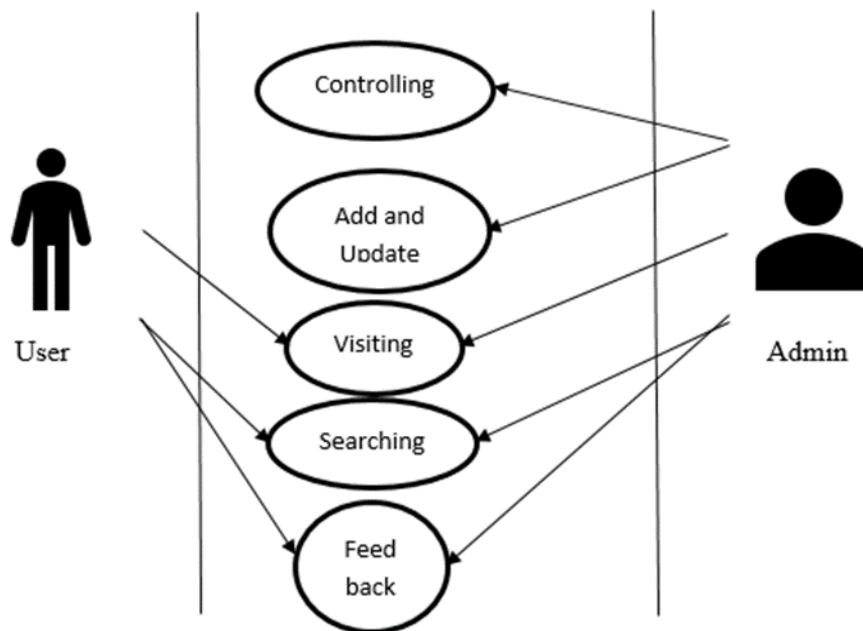 Controlling
Add and
Update
Visiting
User
Admin
Searching
Feed
back